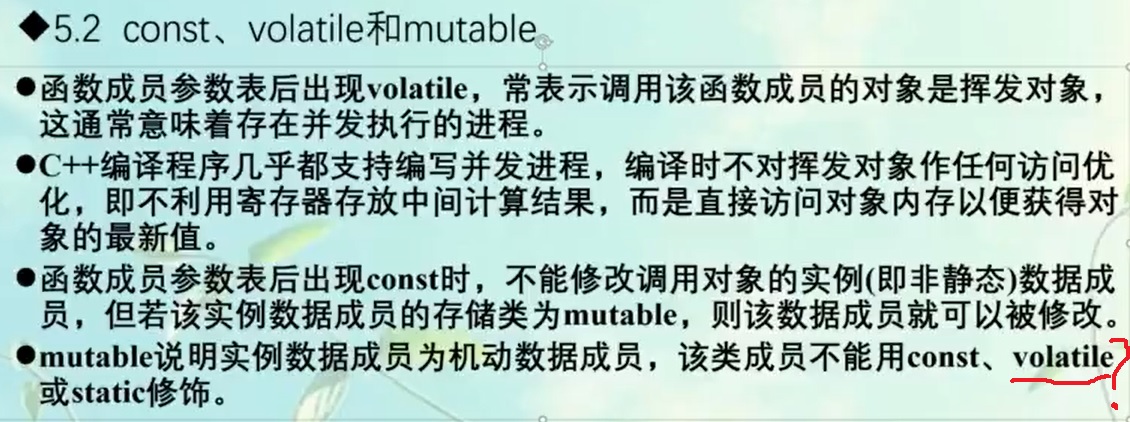 ◆5.2 const、volatile和mutable
●函数成员参数表后出现volatile，常表示调用该函数成员的对象是挥发对象，
这通常意味着存在并发执行的进程。
●C++编译程序几乎都支持编写并发进程，编译时不对挥发对象作任何访问优
化，即不利用寄存器存放中间计算结果，而是直接访问对象内存以便获得对
象的最新值。
●函数成员参数表后出现const时，不能修改调用对象的实例(即非静态)数据成
员，但若该实例数据成员的存储类为mutable，则该数据成员就可以被修改。
●mutable说明实例数据成员为机动数据成员，该类成员不能用const、volatile
或static修饰。
?